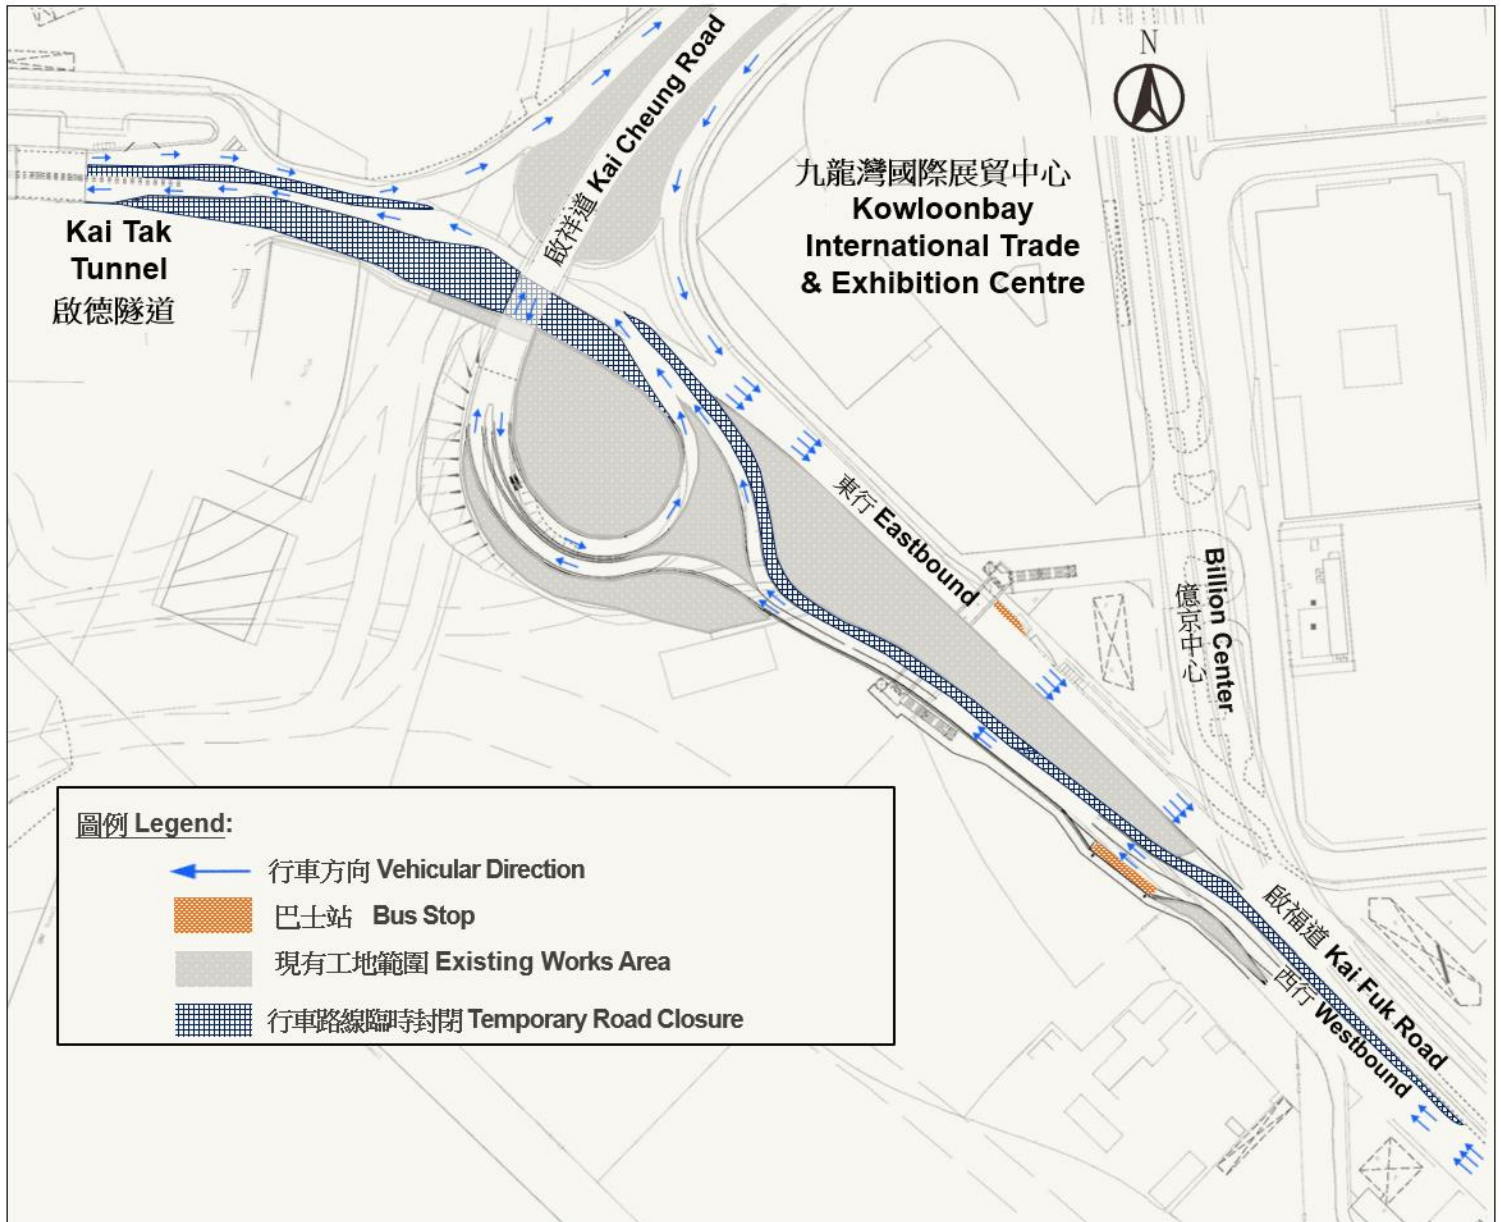 N
啟祥道 Kai Cheung Road
九龍灣國際展貿中心
Kowloonbay
International Trade
& Exhibition Centre
Kai Tak
Tunnel
啟德隧道
東行 Eastbound
Billion Center
億京中心
啟福道 Kai Fuk Road
西行 Westbound
圖例 Legend:
行車方向 Vehicular Direction
巴士站 Bus Stop
現有工地範圍 Existing Works Area
行車路線臨時封閉 Temporary Road Closure